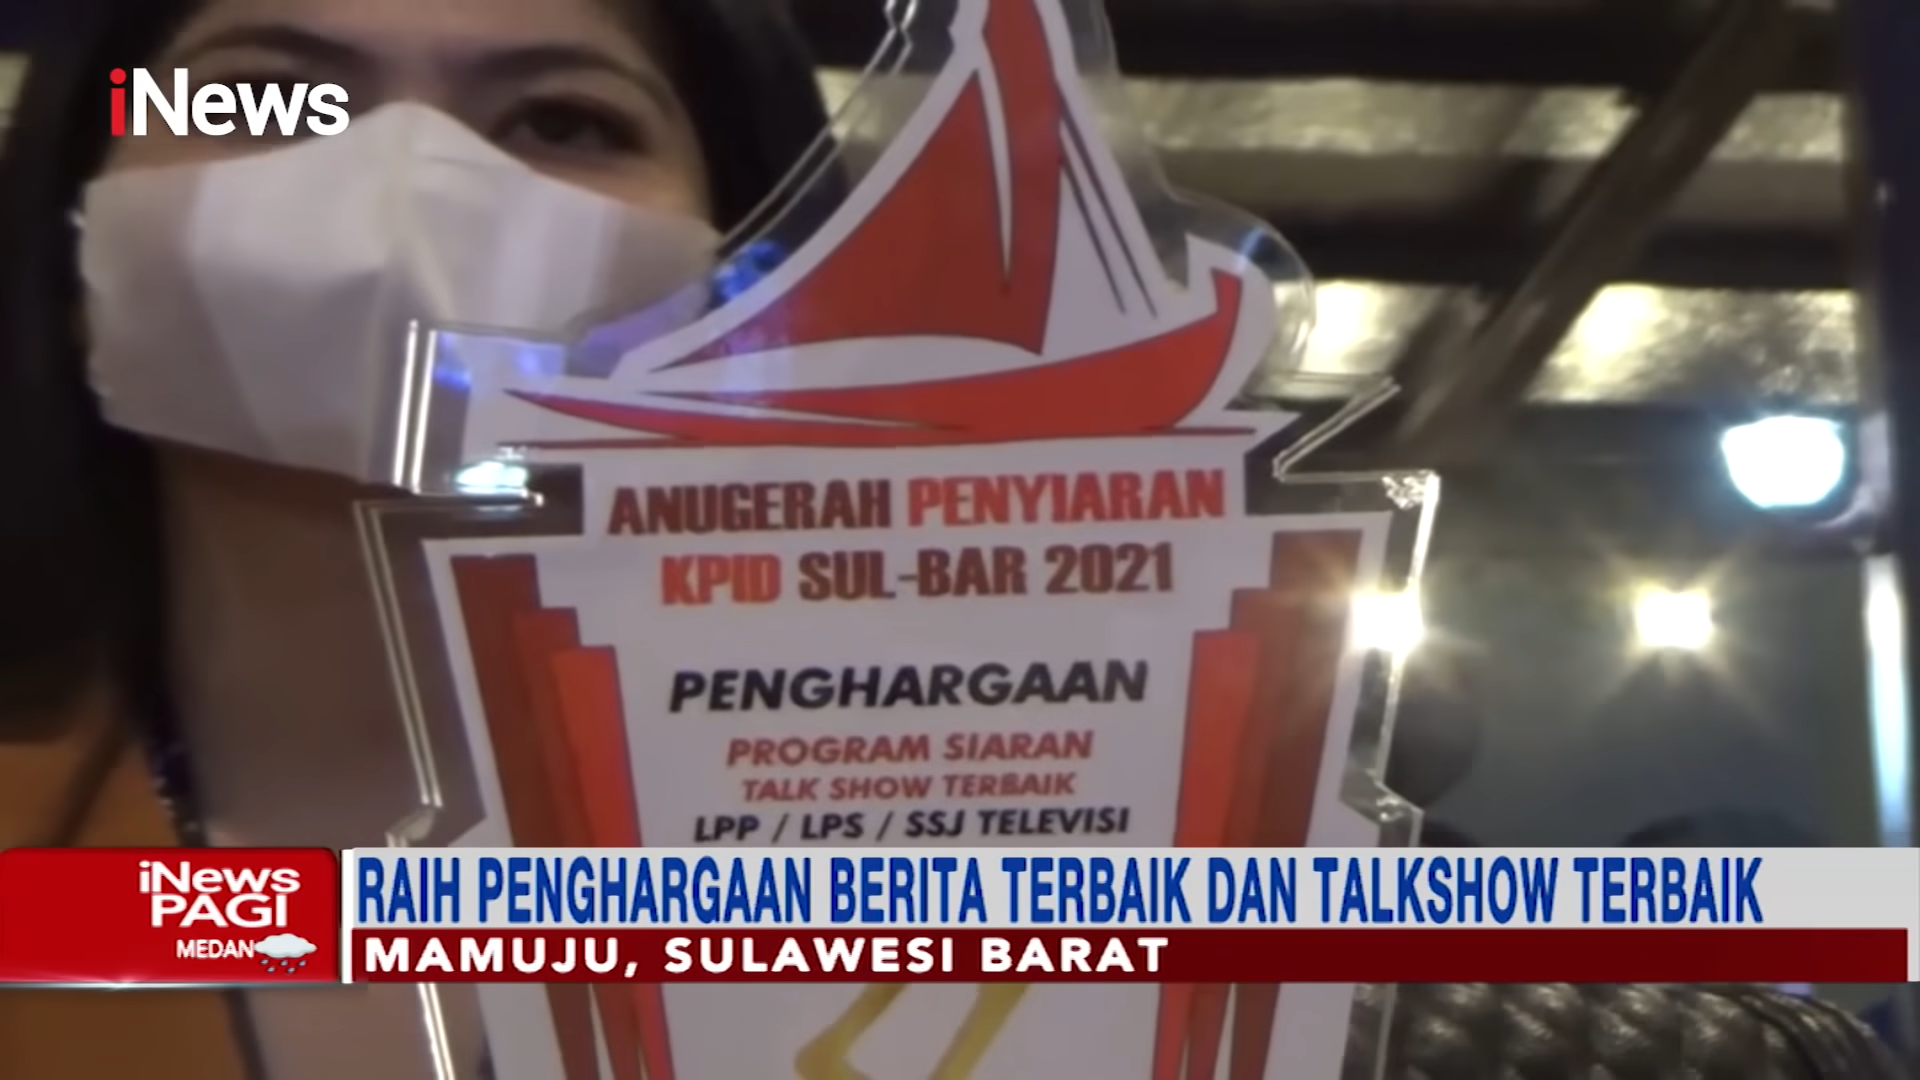 iNews
ANUGERAH PENYIARAN
KPID SUL-BAR 2021
PENGHARGAAN
PROGRAM SIARAN
TALK SHOW TERBAIK
LPP / LPS / SSJ TELEVISI
iNews
PAGI
MEDAN
RAIH PENGHARGAAN BERITA TERBAIK DAN TALKSHOW TERBAIK
MAMUJU, SULAWESI BARAT